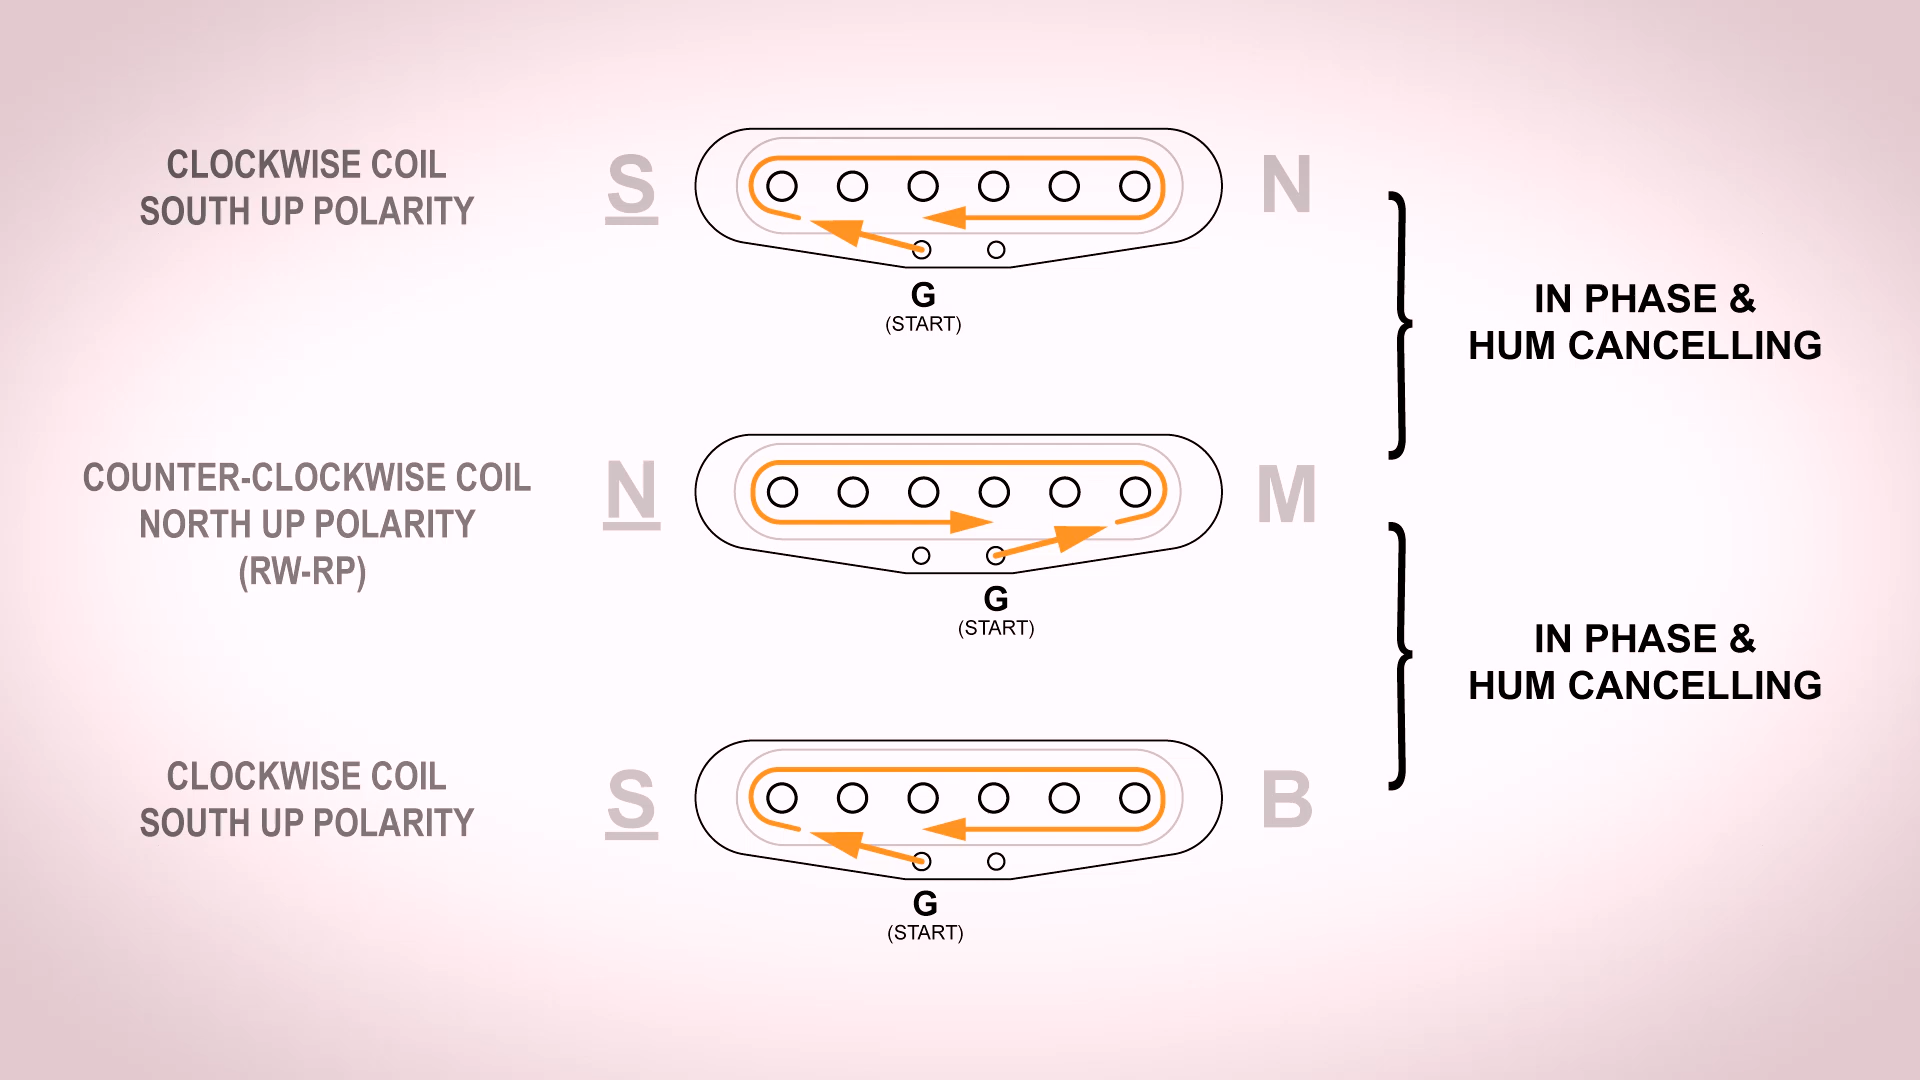 CLOCKWISE COIL
SOUTH UP POLARITY
S
N
G
(START)
IN PHASE &
HUM CANCELLING
COUNTER-CLOCKWISE COIL
NORTH UP POLARITY
(RW-RP)
N
M
G
(START)
IN PHASE &
HUM CANCELLING
CLOCKWISE COIL
SOUTH UP POLARITY
S
B
G
(START)